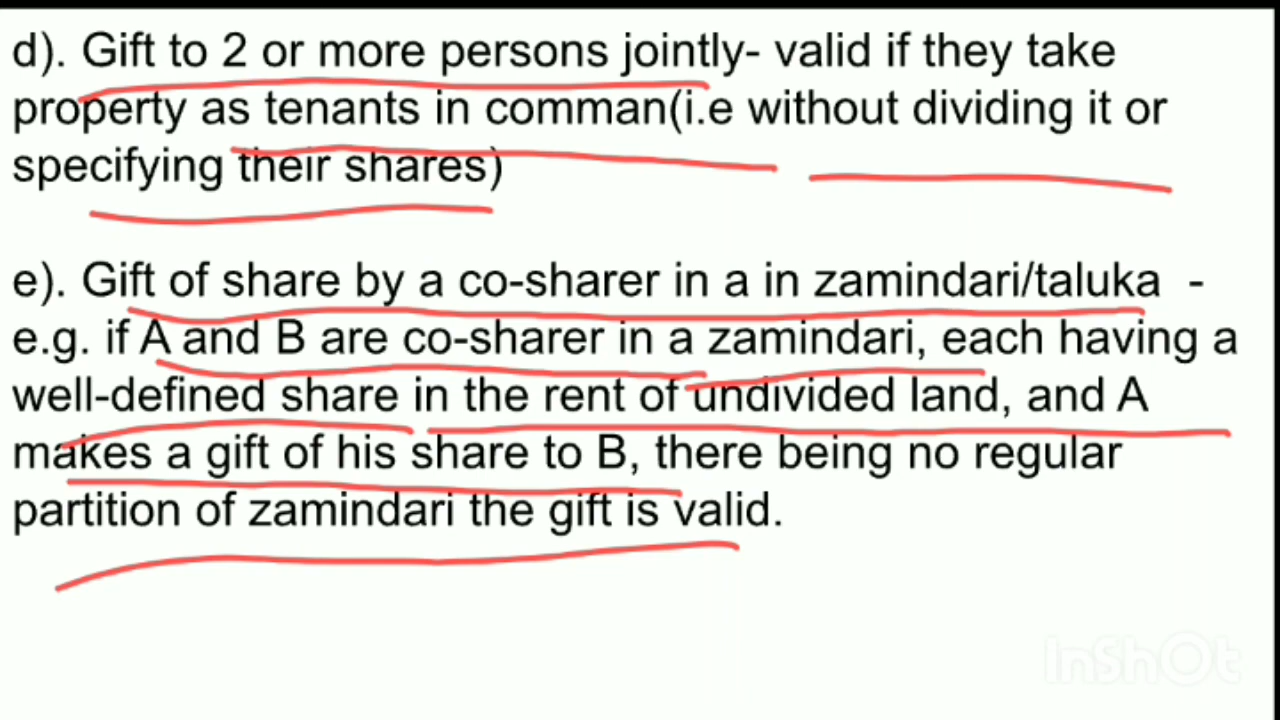 d). Gift to 2 or more persons jointly- valid if they take
property as tenants in comman(i.e without dividing it or
specifying their shares)
e). Gift of share by a co-sharer in a in zamindari/taluka -
e.g. if A and B are co-sharer in a zamindari, each having a
well-defined share in the rent of undivided land, and A
makes a gift of his share to B, there being no regular
partition of zamindari the gift is valid.
InShOt